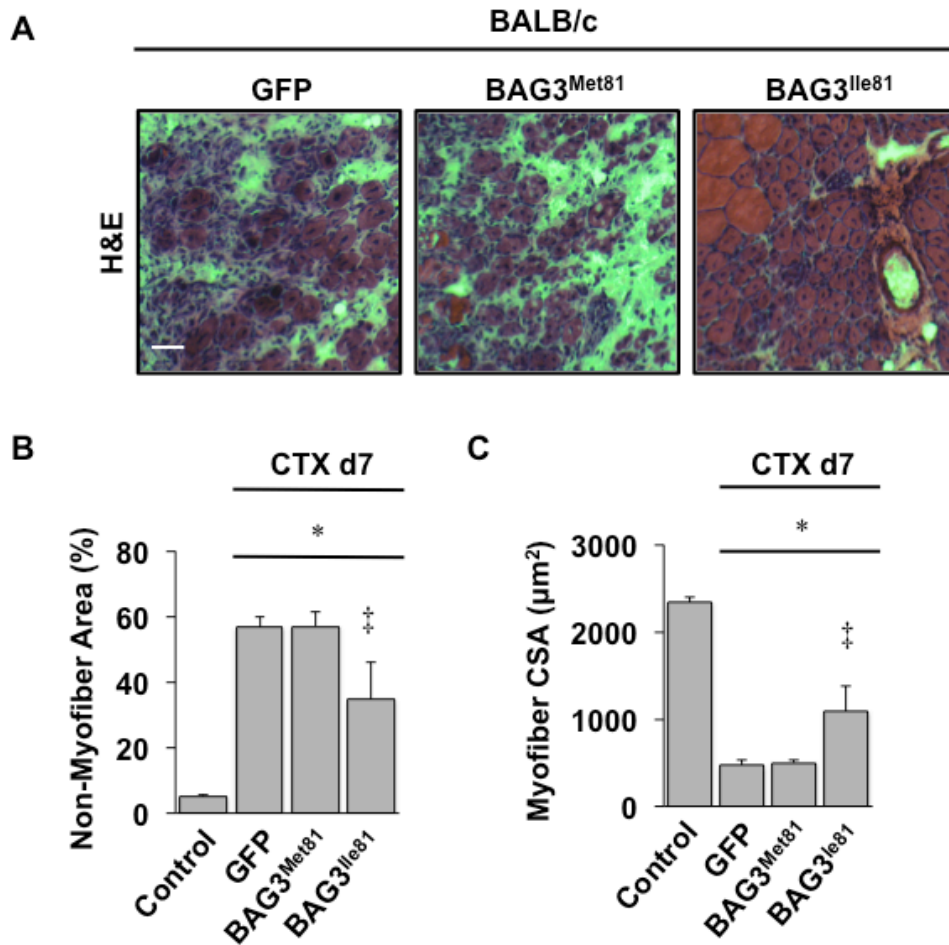 A
BALB/c
GFP BAG3Met81 BAG3Ile81
H&E
B
CTX d7
*
Non-Myofiber Area (%)
80
60
40
20
0
‡
Control GFP BAG3Met81 BAG3Ile81
C
CTX d7
*
Myofiber CSA (µm²)
3000
2000
1000
0
‡
Control GFP BAG3Met81 BAG3Ile81